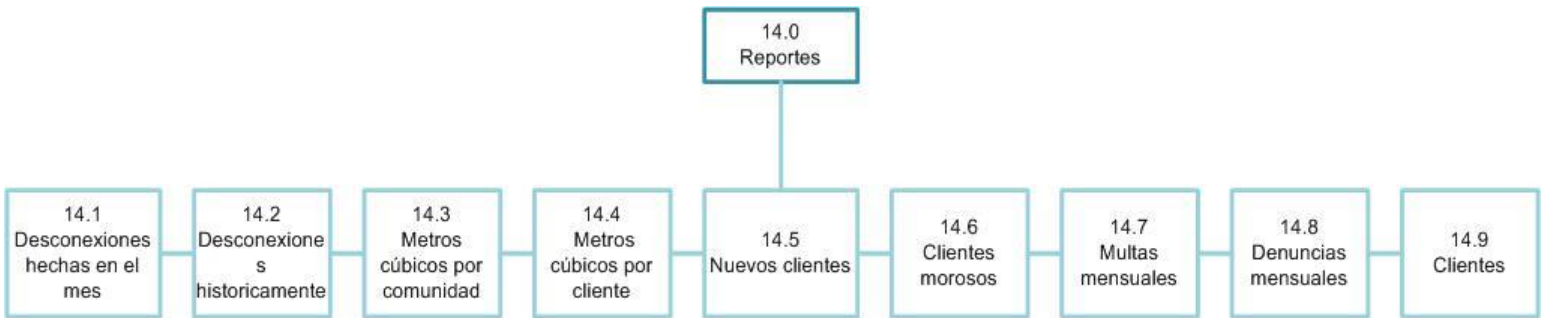 14.0
Reportes
14.1
Desconexiones
hechas en el
mes
14.2
Desconexione
s
historicamente
14.3
Metros
cúbicos por
comunidad
14.4
Metros
cúbicos por
cliente
14.5
Nuevos clientes
14.6
Clientes
morosos
14.7
Multas
mensuales
14.8
Denuncias
mensuales
14.9
Clientes